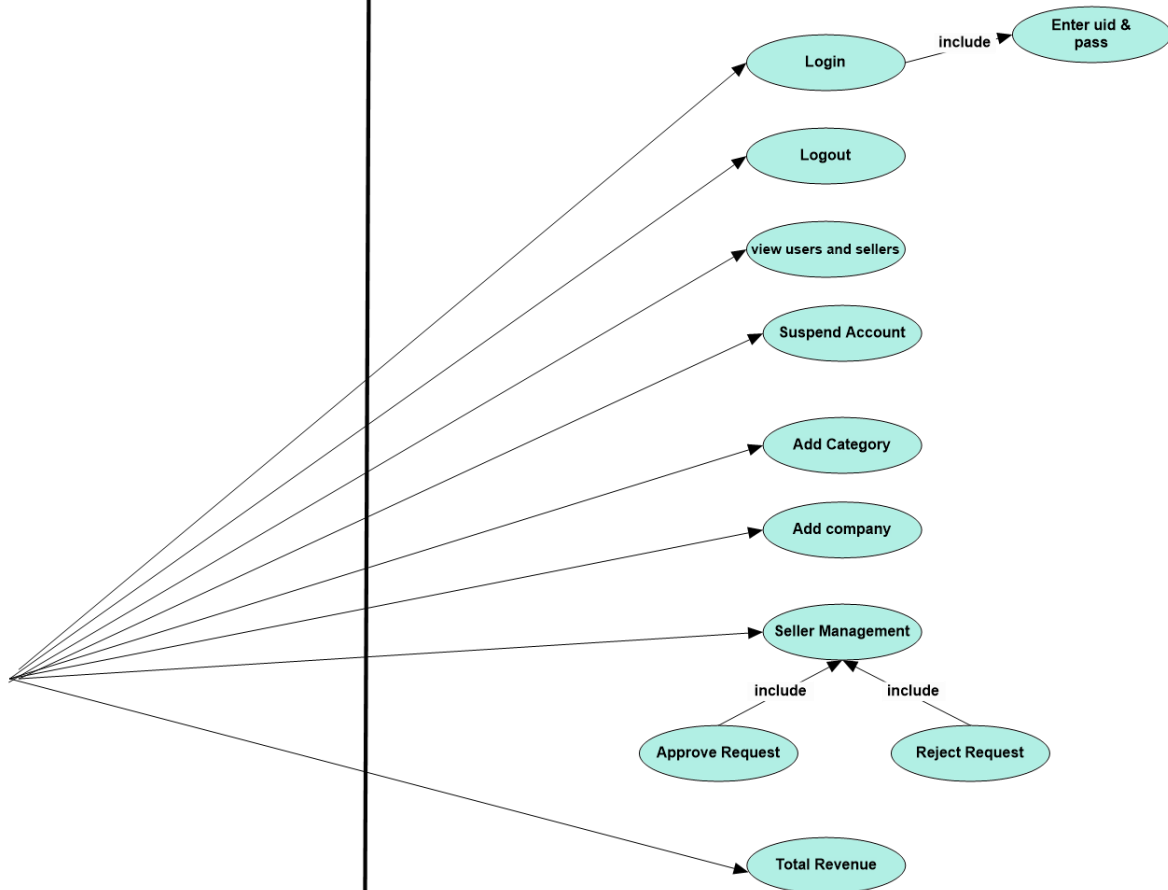 Enter uid &
pass
include
Login
Logout
view users and sellers
Suspend Account
Add Category
Add company
Seller Management
include
include
Approve Request
Reject Request
Total Revenue